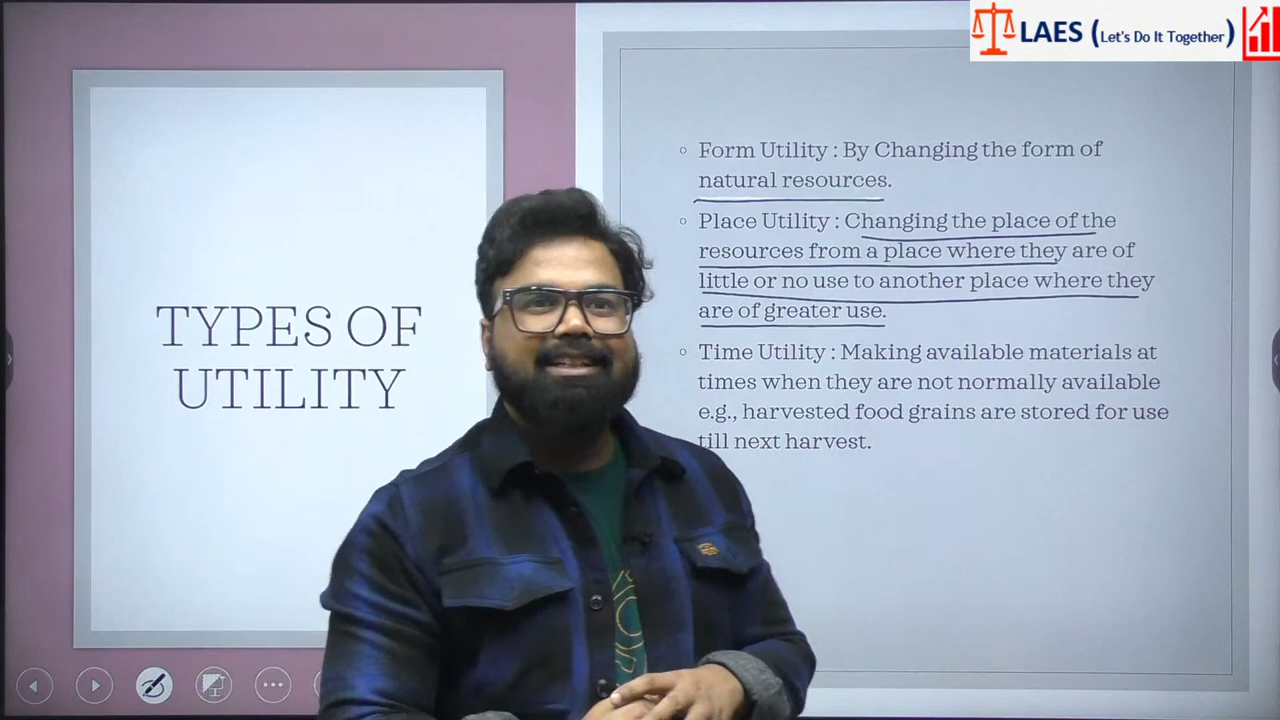 LAES (Let's Do It Together)
TYPES OF
UTILITY
Form Utility : By Changing the form of
natural resources.
Place Utility : Changing the place of the
resources from a place where they are of
little or no use to another place where they
are of greater use.
Time Utility : Making available materials at
times when they are not normally available
e.g., harvested food grains are stored for use
till next harvest.